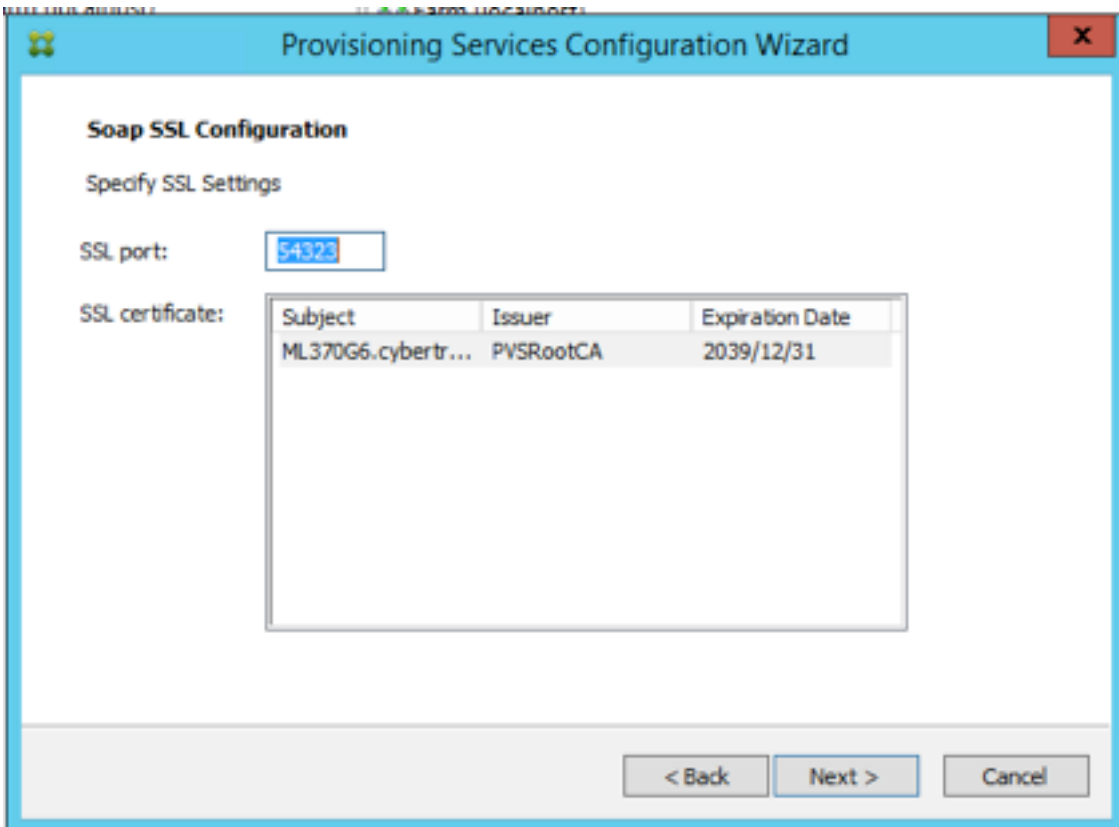 Provisioning Services Configuration Wizard
x
Soap SSL Configuration
Specify SSL Settings
SSL port: 54323
SSL certificate: Subject Issuer Expiration Date
ML370G6.cybertr... PVSRootCA 2039/12/31
< Back Next > Cancel